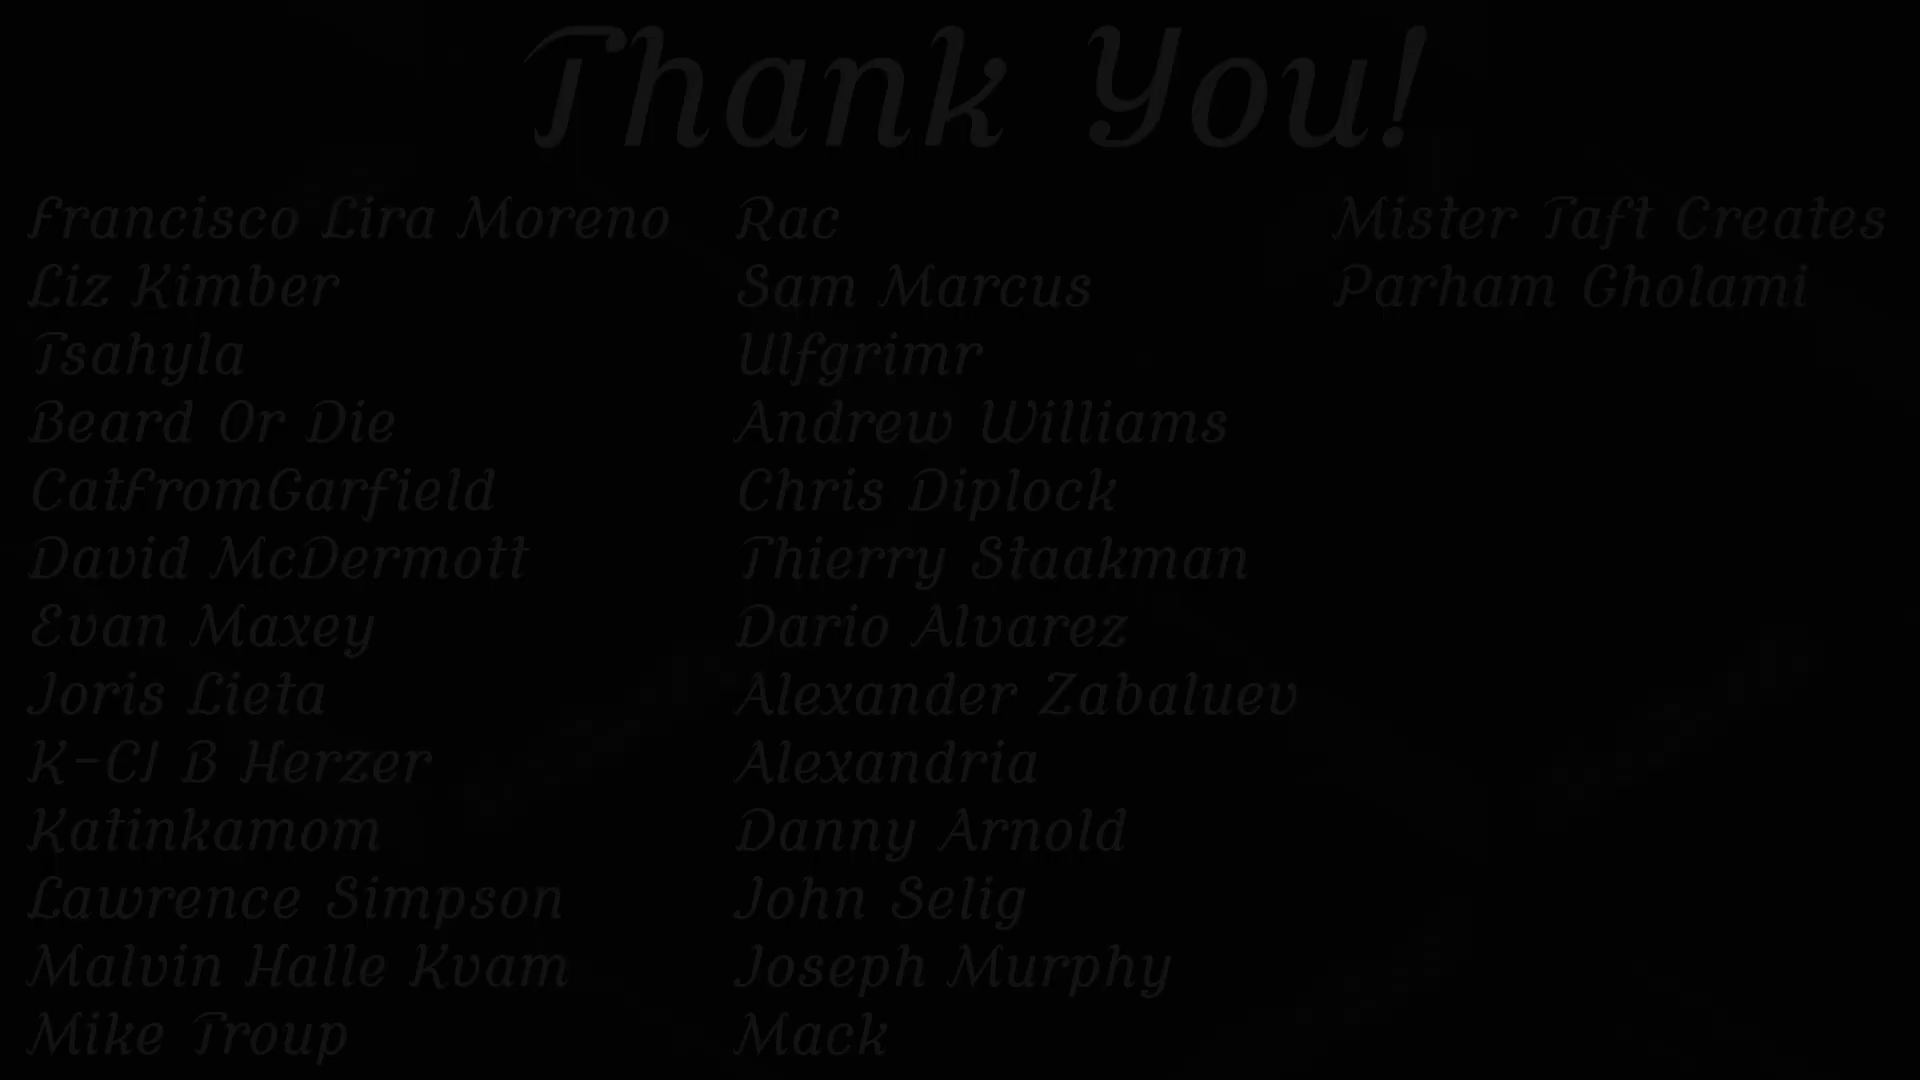 Thank You!
Francisco Lira Moreno
Liz Kimber
Tsahyla
Beard Or Die
CatFromGarfield
David McDermott
Evan Maxey
Joris Lieta
K-CJ B Herzer
Katinkamom
Lawrence Simpson
Malvin Halle Kvam
Mike Troup
Rac
Sam Marcus
Ulfgrimr
Andrew Williams
Chris Diplock
Thierry Staakman
Dario Alvarez
Alexander Zabaluev
Alexandria
Danny Arnold
John Selig
Joseph Murphy
Mack
Mister Taft Creates
Parham Gholami